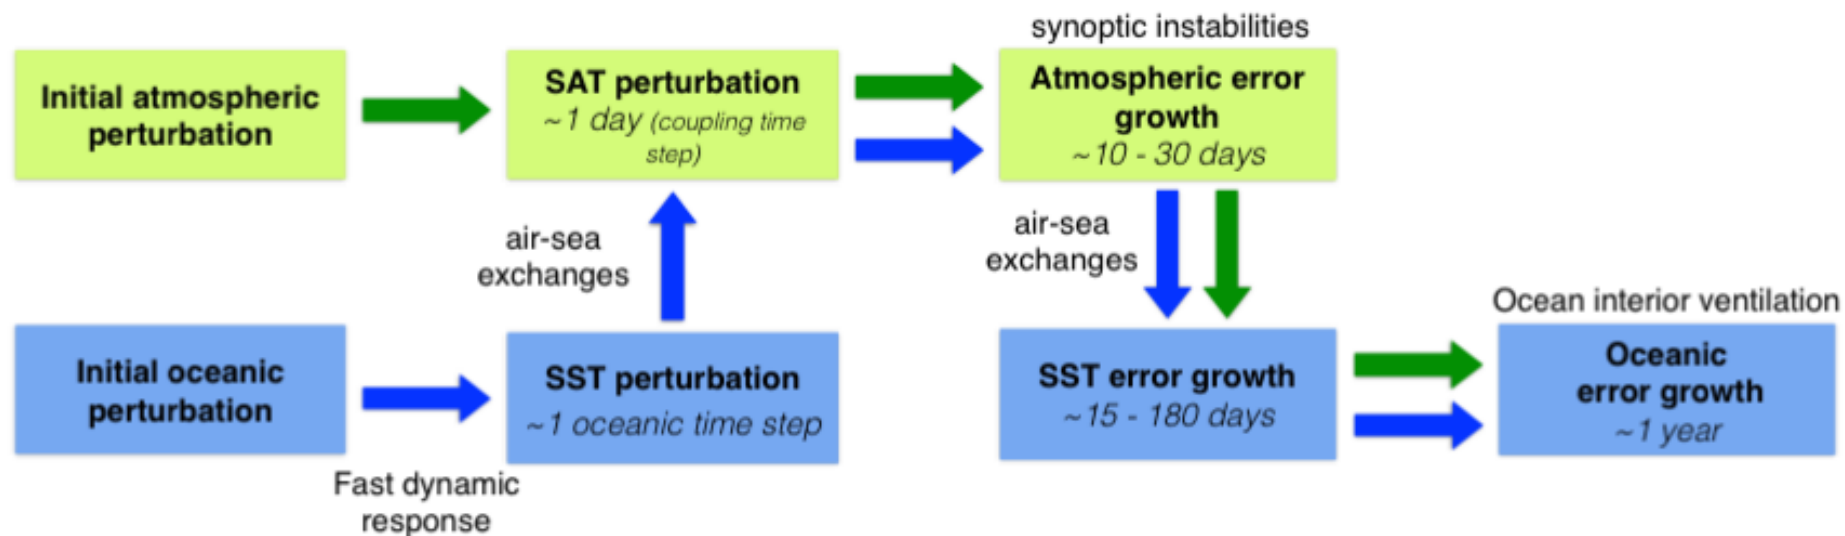 Initial atmospheric
perturbation
SAT perturbation
~1 day (coupling time
step)
synoptic instabilities
Atmospheric error
growth
~10 - 30 days
air-sea
exchanges
air-sea
exchanges
Initial oceanic
perturbation
Fast dynamic
response
SST perturbation
~1 oceanic time step
SST error growth
~15 - 180 days
Ocean interior ventilation
Oceanic
error growth
~1 year